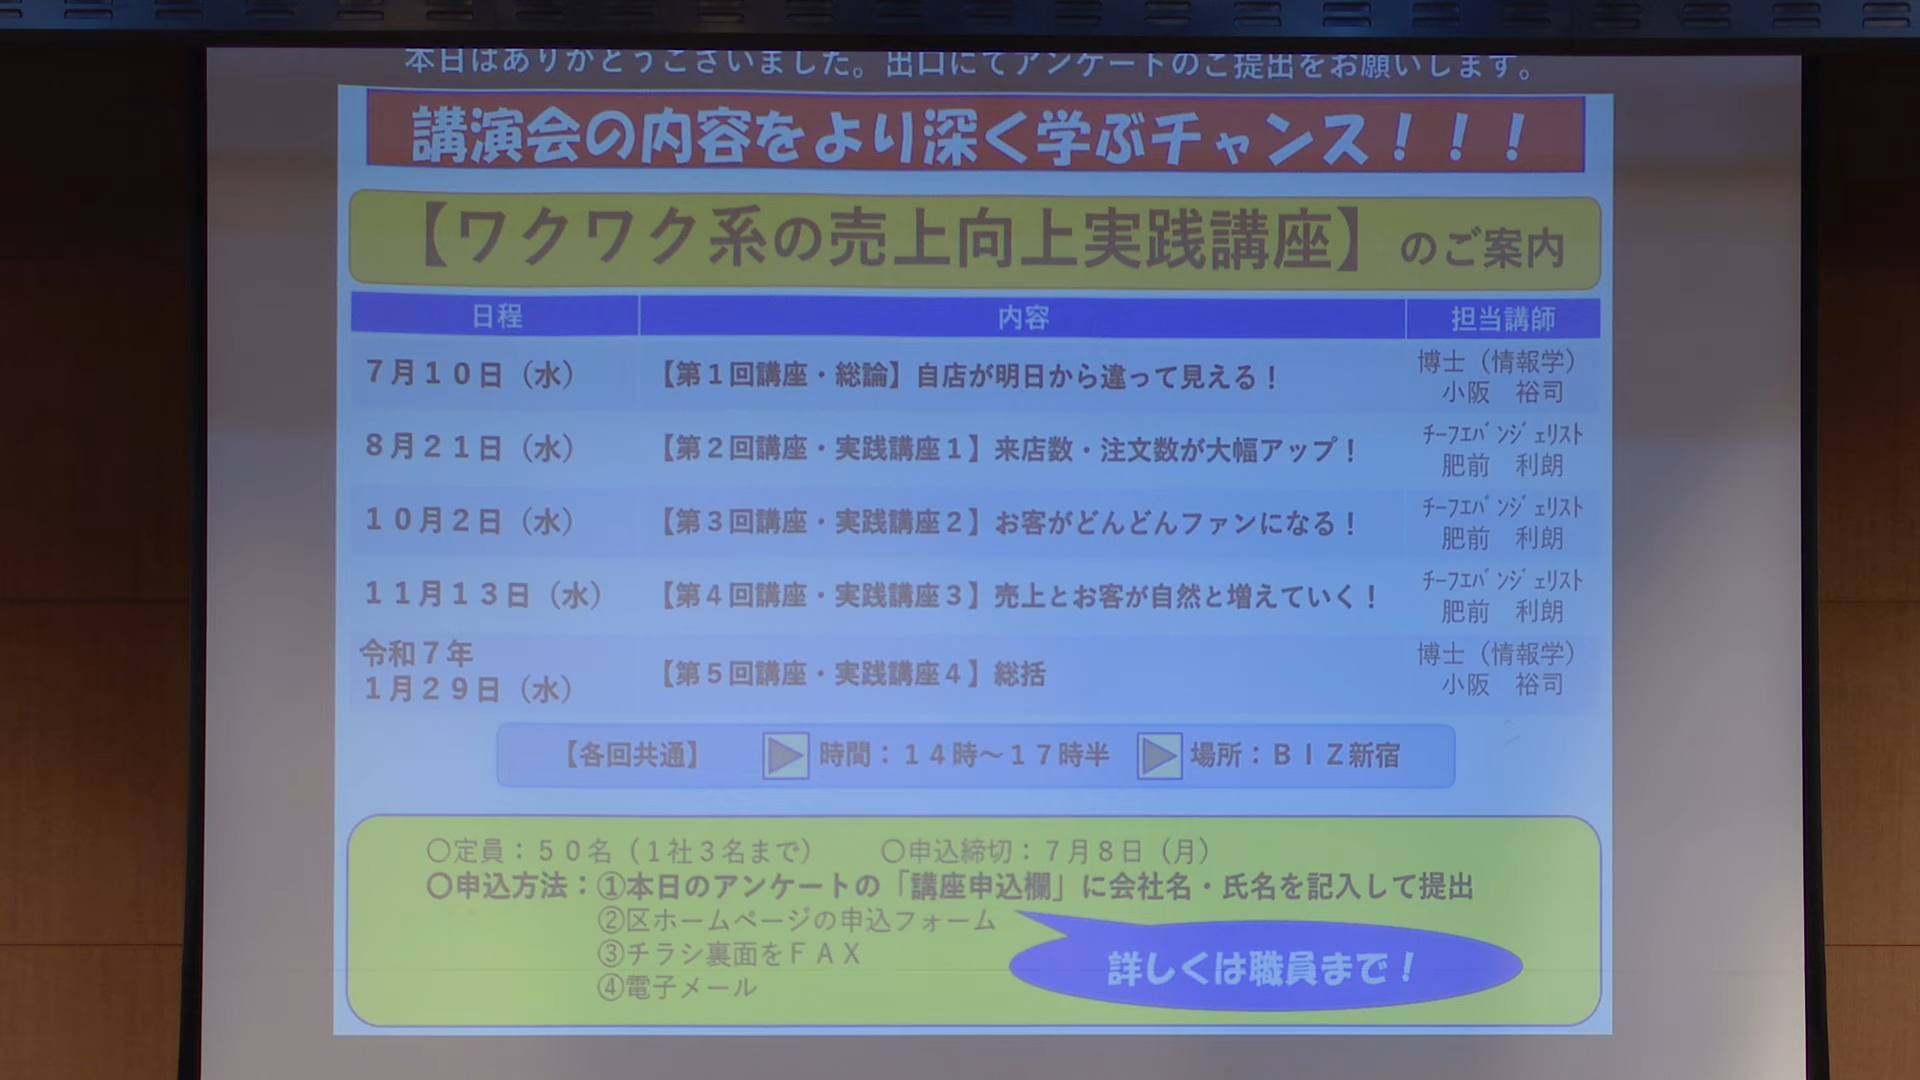 本日はありがとうございました。出口にてアンケートのご提出をお願いします。
講演会の内容をより深く学ぶチャンス！！！
【ワクワク系の売上向上実践講座】のご案内
日程 内容 担当講師
７月１０日（水） 【第１回講座・総論】自店が明日から違って見える！ 博士（情報学）
小阪　裕司
８月２１日（水） 【第２回講座・実践講座１】来店数・注文数が大幅アップ！ ﾁｰﾌｴﾊﾞﾝｼﾞｪﾘｽﾄ
肥前　利朗
１０月２日（水） 【第３回講座・実践講座２】お客がどんどんファンになる！ ﾁｰﾌｴﾊﾞﾝｼﾞｪﾘｽﾄ
肥前　利朗
１１月１３日（水） 【第４回講座・実践講座３】売上とお客が自然と増えていく！ ﾁｰﾌｴﾊﾞﾝｼﾞｪﾘｽﾄ
肥前　利朗
令和７年
１月２９日（水） 【第５回講座・実践講座４】総括 博士（情報学）
小阪　裕司
【各回共通】 ▶時間：１４時～１７時半 ▶場所：ＢＩＺ新宿
〇定員：５０名（１社３名まで） 〇申込締切：７月８日（月）
〇申込方法：①本日のアンケートの「講座申込欄」に会社名・氏名を記入して提出
②区ホームページの申込フォーム
③チラシ裏面をＦＡＸ
④電子メール
詳しくは職員まで！